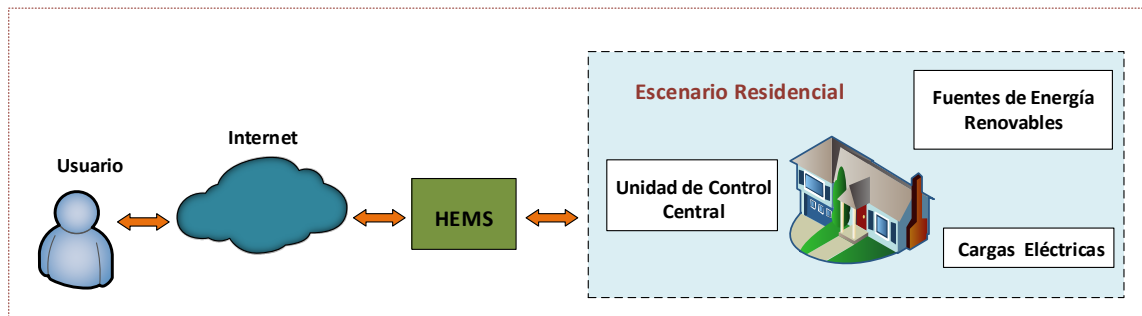 Usuario
Internet
HEMS
Escenario Residencial
Unidad de Control
Central
Fuentes de Energía
Renovables
Cargas Eléctricas